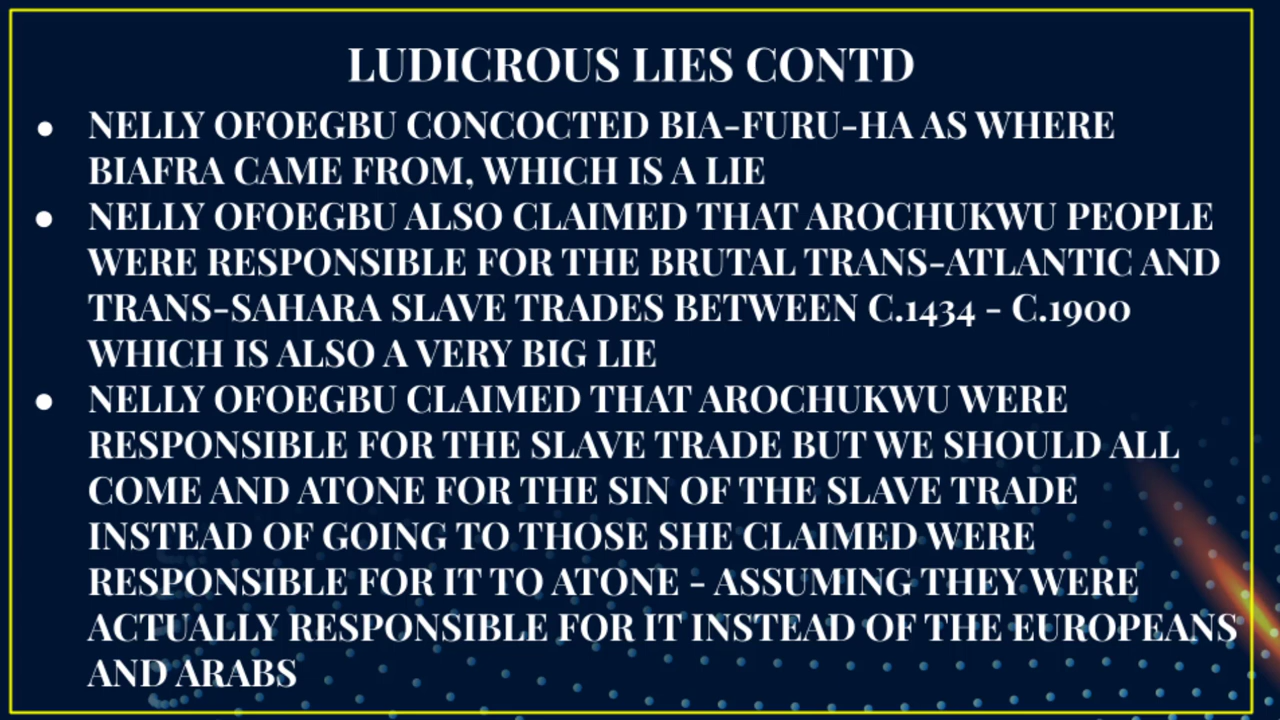 LUDICROUS LIES CONTD
● NELLY OFOEGBU CONCOCTED BIA-FURU-HA AS WHERE
BIAFRA CAME FROM, WHICH IS A LIE
● NELLY OFOEGBU ALSO CLAIMED THAT AROCHUKWU PEOPLE
WERE RESPONSIBLE FOR THE BRUTAL TRANS-ATLANTIC AND
TRANS-SAHARA SLAVE TRADES BETWEEN C.1434 - C.1900
WHICH IS ALSO A VERY BIG LIE
● NELLY OFOEGBU CLAIMED THAT AROCHUKWU WERE
RESPONSIBLE FOR THE SLAVE TRADE BUT WE SHOULD ALL
COME AND ATONE FOR THE SIN OF THE SLAVE TRADE
INSTEAD OF GOING TO THOSE SHE CLAIMED WERE
RESPONSIBLE FOR IT TO ATONE - ASSUMING THEY WERE
ACTUALLY RESPONSIBLE FOR IT INSTEAD OF THE EUROPEANS
AND ARABS